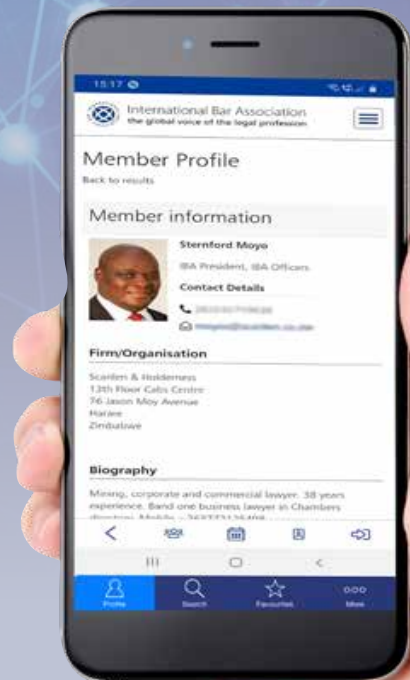 15:17
International Bar Association
the global voice of the legal profession
Member Profile
Back to results
Member information
Sternford Moyo
IBA President, IBA Officers
Contact Details
Firm/Organisation
Scanlen & Holderness
13th Floor Cabs Centre
76 Jason Moy Avenue
Harare
Zimbabwe
Biography
Mining, corporate and commercial lawyer. 38 years
experience. Band one business lawyer in Chambers
Profile
Search
Favourites
More